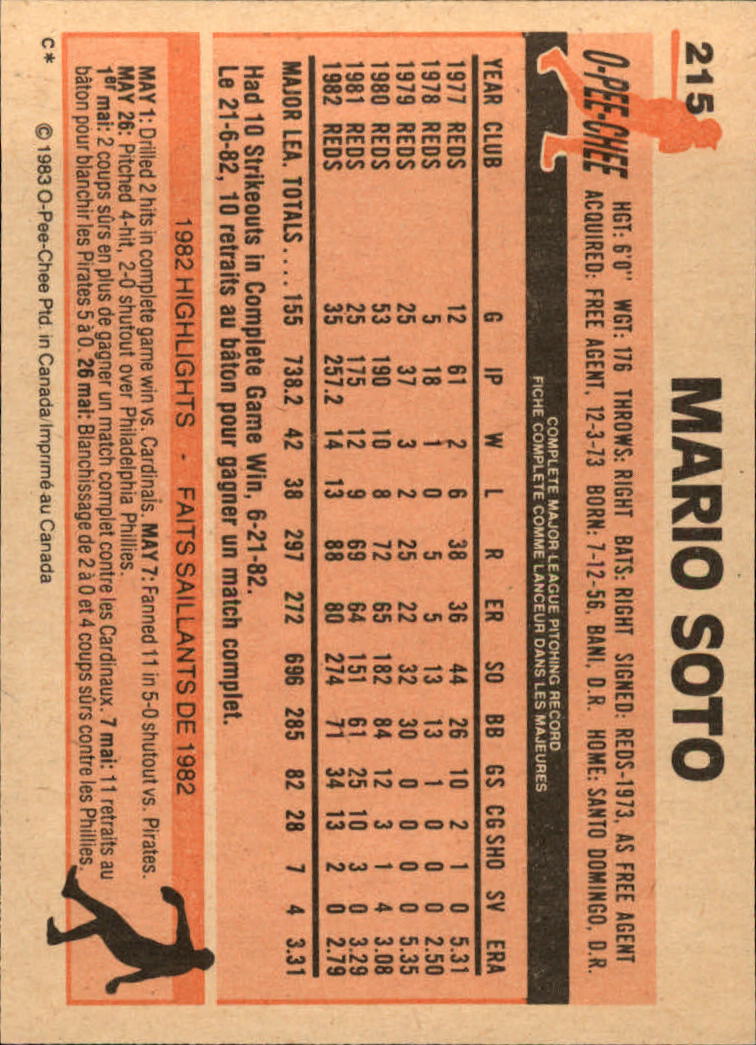 215
MARIO SOTO
O-PEE-CHEE
HGT: 6'0" WGT: 176 THROWS: RIGHT BATS: RIGHT SIGNED: REDS-1973, AS FREE AGENT
ACQUIRED: FREE AGENT, 12-3-73 BORN: 7-12-56, BANI, D.R. HOME: SANTO DOMINGO, D.R.
COMPLETE MAJOR LEAGUE PITCHING RECORD
FICHE COMPLETE COMME LANCEUR DANS LES MAJEURES
YEAR CLUB G IP W L R ER SO BB GS CG SHO SV ERA
1977 REDS 12 61 2 6 38 36 44 26 10 2 1 0 5.31
1978 REDS 5 18 1 0 5 5 13 13 1 0 0 0 2.50
1979 REDS 25 37 3 2 25 22 32 30 0 0 0 0 5.35
1980 REDS 53 190 10 8 72 65 182 84 12 3 1 4 3.08
1981 REDS 25 175 12 9 69 64 151 61 25 10 3 0 3.29
1982 REDS 35 257.2 14 13 88 80 274 71 34 13 2 0 2.79
MAJOR LEA. TOTALS.... 155 738.2 42 38 297 272 696 285 82 28 7 4 3.31
Had 10 Strikeouts in Complete Game Win, 6-21-82.
Le 21-6-82, 10 retraits au bâton pour gagner un match complet.
1982 HIGHLIGHTS - FAITS SAILLANTS DE 1982
MAY 1: Drilled 2 hits in complete game win vs. Cardinals. MAY 7: Fanned 11 in 5-0 shutout vs. Pirates.
MAY 26: Pitched 4-hit, 2-0 shutout over Philadelphia Phillies.
1er mai: 2 coups sûrs en plus de gagner un match complet contre les Cardinaux. 7 mai: 11 retraits au
bâton pour blanchir les Pirates 5 à 0. 26 mai: Blanchissage de 2 à 0 et 4 coups sûrs contre les Phillies.
C* © 1983 O-Pee-Chee Ptd. in Canada/Imprimé au Canada